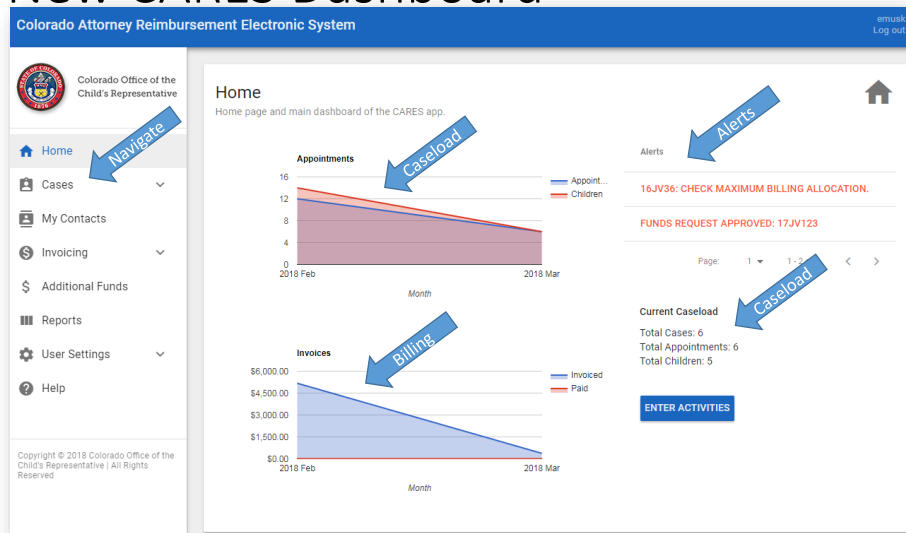 New CARES Dashboard
Colorado Attorney Reimbursement Electronic System
emusk
Log out
Colorado Office of the
Child's Representative
Home
Cases
My Contacts
Invoicing
Additional Funds
Reports
User Settings
Help
Copyright © 2018 Colorado Office of the
Child's Representative | All Rights
Reserved
Navigate
Home
Home page and main dashboard of the CARES app.
Appointments
Caseload
16
12
8
4
0
2018 Feb
2018 Mar
Month
Appoint...
Children
Invoices
Billing
$6,000.00
$4,500.00
$3,000.00
$1,500.00
$0.00
2018 Feb
2018 Mar
Month
Invoiced
Paid
Alerts
Alerts
16JV36: CHECK MAXIMUM BILLING ALLOCATION.
FUNDS REQUEST APPROVED: 17JV123
Page: 1 1 - 2
Caseload
Current Caseload
Total Cases: 6
Total Appointments: 6
Total Children: 5
ENTER ACTIVITIES